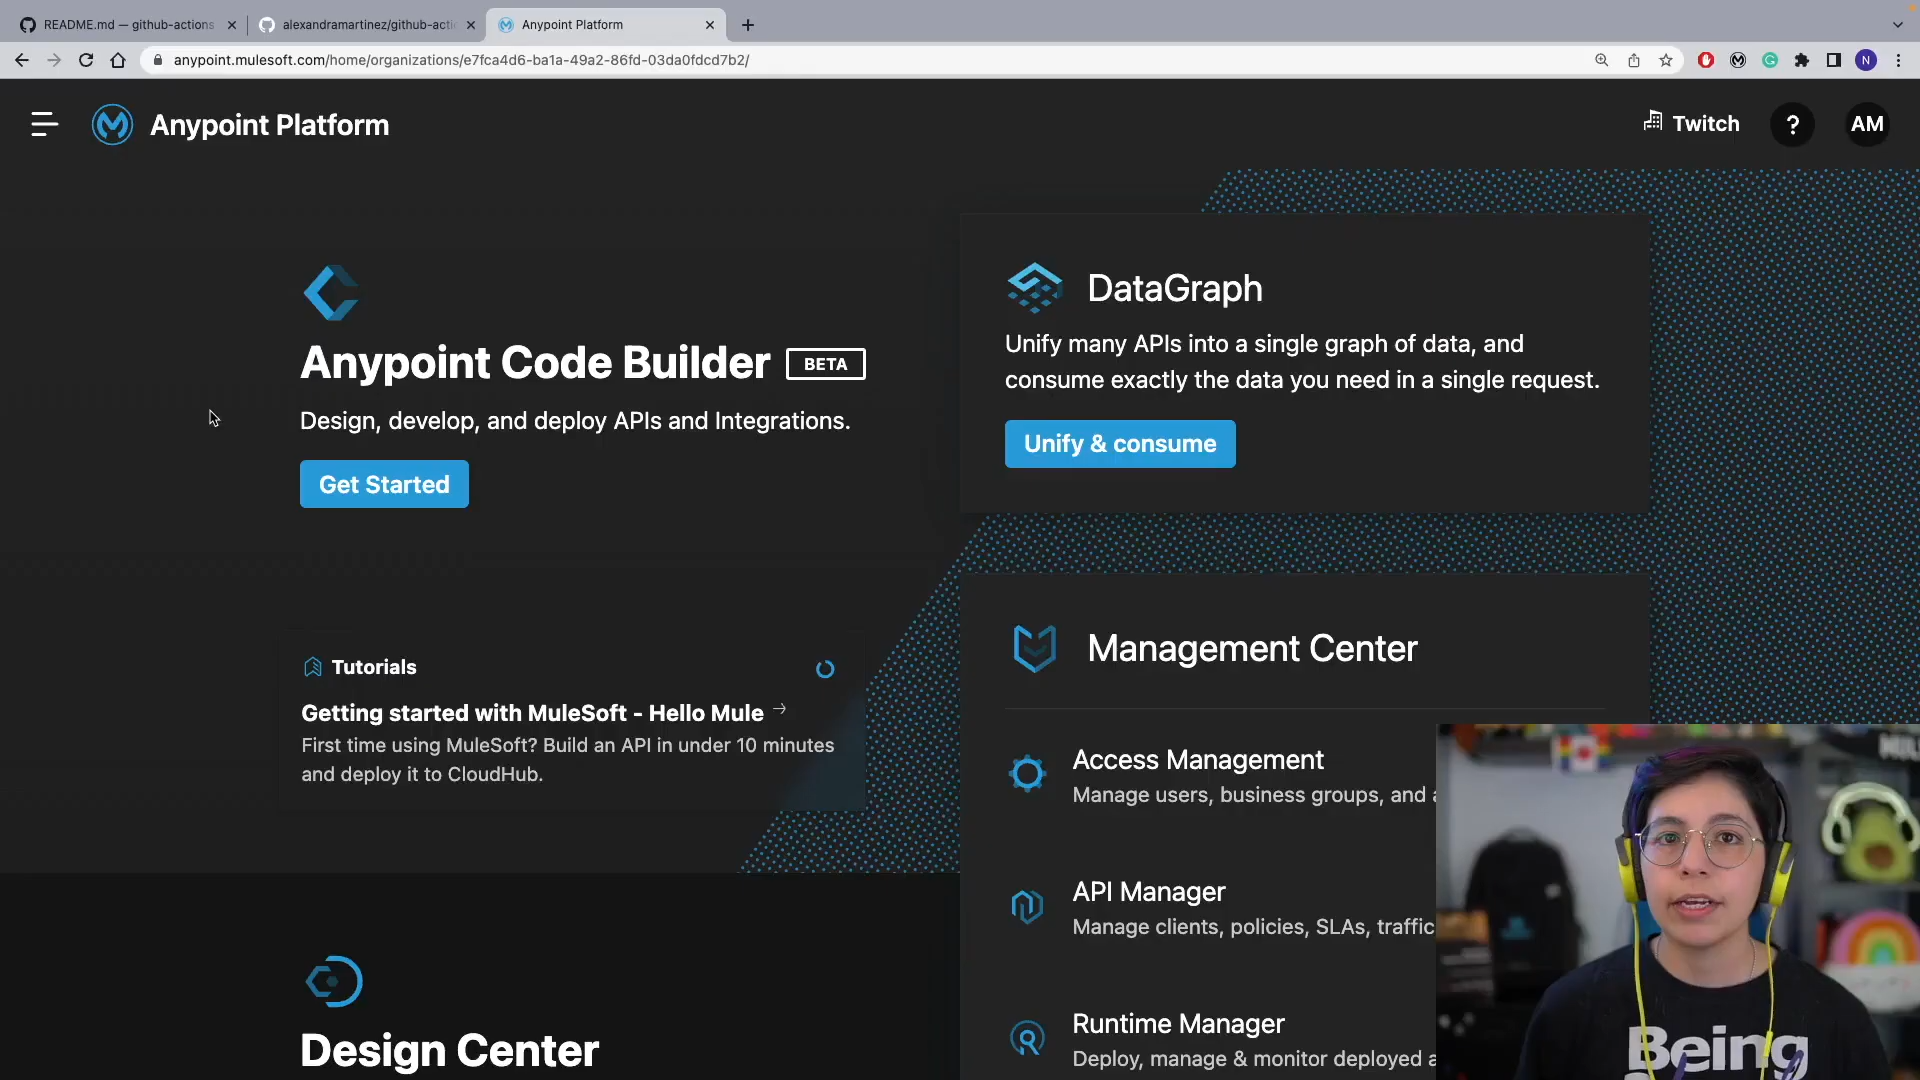 README.md — github-actions
alexandramartinez/github-actio
Anypoint Platform
anypoint.mulesoft.com/home/organizations/e7fca4d6-ba1a-49a2-86fd-03da0fdcd7b2/
N
Anypoint Platform
Twitch
?
AM
Anypoint Code Builder BETA
Design, develop, and deploy APIs and Integrations.
Get Started
DataGraph
Unify many APIs into a single graph of data, and
consume exactly the data you need in a single request.
Unify & consume
Tutorials
Getting started with MuleSoft - Hello Mule →
First time using MuleSoft? Build an API in under 10 minutes
and deploy it to CloudHub.
Management Center
Access Management
Manage users, business groups, and a
API Manager
Manage clients, policies, SLAs, traffic
Runtime Manager
Deploy, manage & monitor deployed a
Design Center
Being